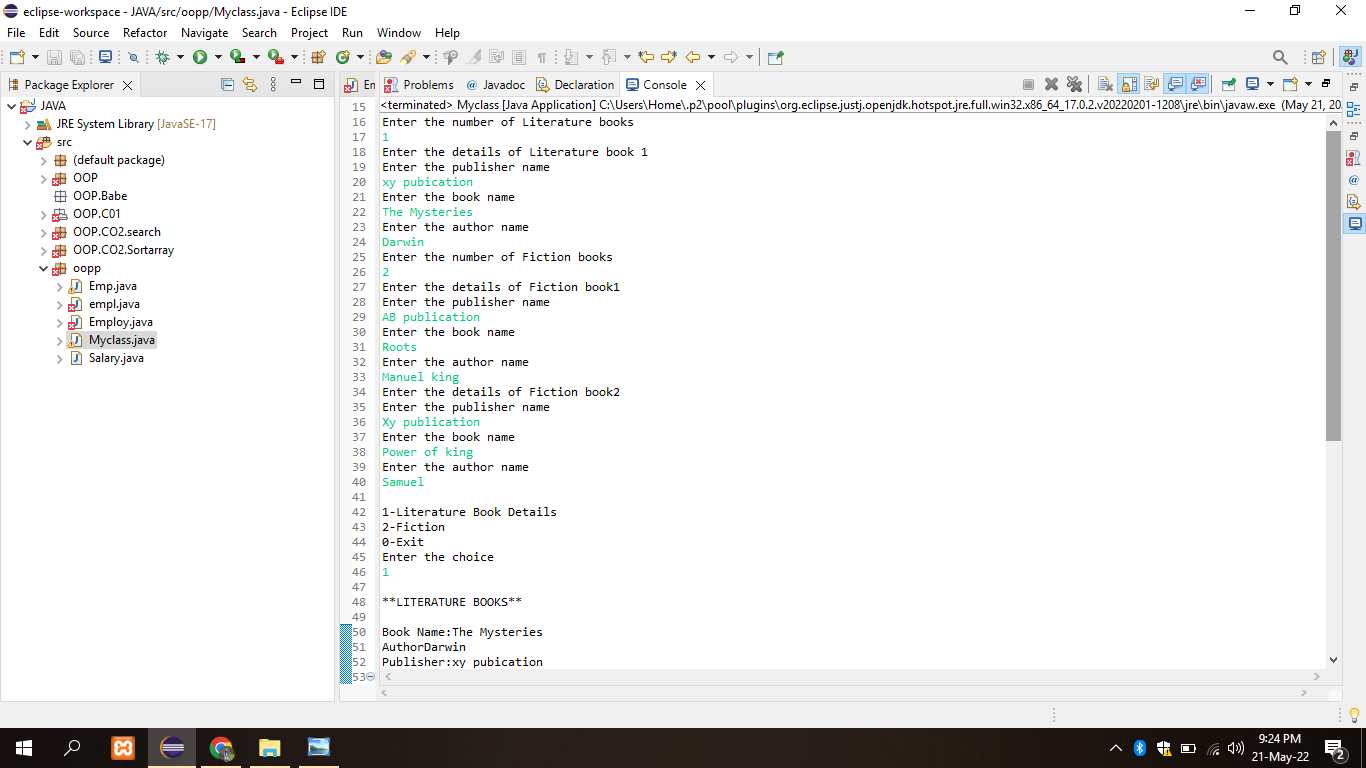 eclipse-workspace - JAVA/src/oopp/Myclass.java - Eclipse IDE
File Edit Source Refactor Navigate Search Project Run Window Help
Package Explorer
JAVA
JRE System Library [JavaSE-17]
src
(default package)
OOP
OOP.Babe
OOP.C01
OOP.CO2.search
OOP.CO2.Sortarray
oopp
Emp.java
empl.java
Employ.java
Myclass.java
Salary.java
En Problems @ Javadoc Declaration Console
15 <terminated> Myclass [Java Application] C:\Users\Home\.p2\pool\plugins\org.eclipse.justj.openjdk.hotspot.jre.full.win32.x86_64_17.0.2.v20220201-1208\jre\bin\javaw.exe (May 21, 20
16 Enter the number of Literature books
17 1
18 Enter the details of Literature book 1
19 Enter the publisher name
20 xy pubication
21 Enter the book name
22 The Mysteries
23 Enter the author name
24 Darwin
25 Enter the number of Fiction books
26 2
27 Enter the details of Fiction book1
28 Enter the publisher name
29 AB publication
30 Enter the book name
31 Roots
32 Enter the author name
33 Manuel king
34 Enter the details of Fiction book2
35 Enter the publisher name
36 Xy publication
37 Enter the book name
38 Power of king
39 Enter the author name
40 Samuel
41
42 1-Literature Book Details
43 2-Fiction
44 0-Exit
45 Enter the choice
46 1
47
48 **LITERATURE BOOKS**
49
50 Book Name:The Mysteries
51 AuthorDarwin
52 Publisher:xy pubication
53
9:24 PM
21-May-22
2